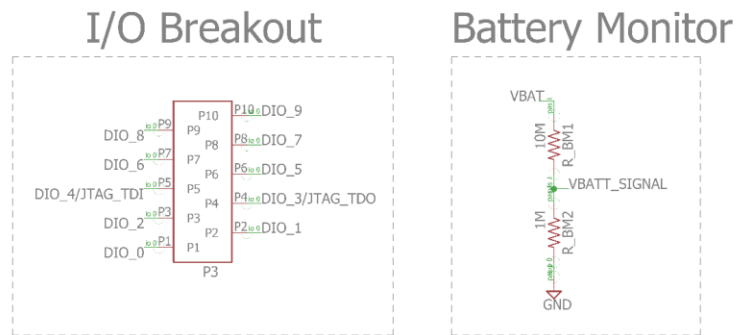 I/O Breakout
Battery Monitor
P10 P10 DIO_9
DIO_8 P9 P9
P8 P8 DIO_7
DIO_6 P7 P7
P6 P6 DIO_5
DIO_4/JTAG_TDI P5 P5
P4 P4 DIO_3/JTAG_TDO
DIO_2 P3 P3
P2 P2 DIO_1
DIO_0 P1 P1
P3
VBAT
10M
R_BM1
VBATT_SIGNAL
1M
R_BM2
GND